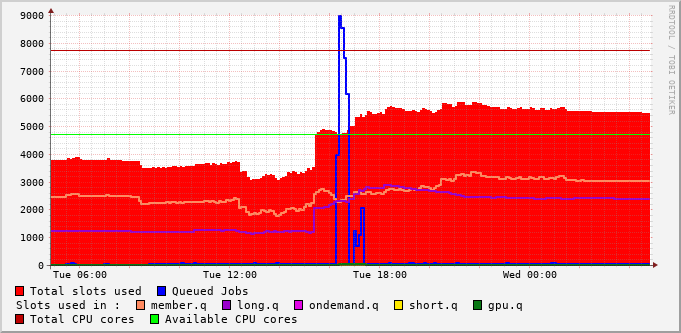 9000
8000
7000
6000
5000
4000
3000
2000
1000
0
Tue 06:00 Tue 12:00 Tue 18:00 Wed 00:00
Total slots used Queued Jobs
Slots used in : member.q long.q ondemand.q short.q gpu.q
Total CPU cores Available CPU cores
RRDTOOL / TOBI OETIKER